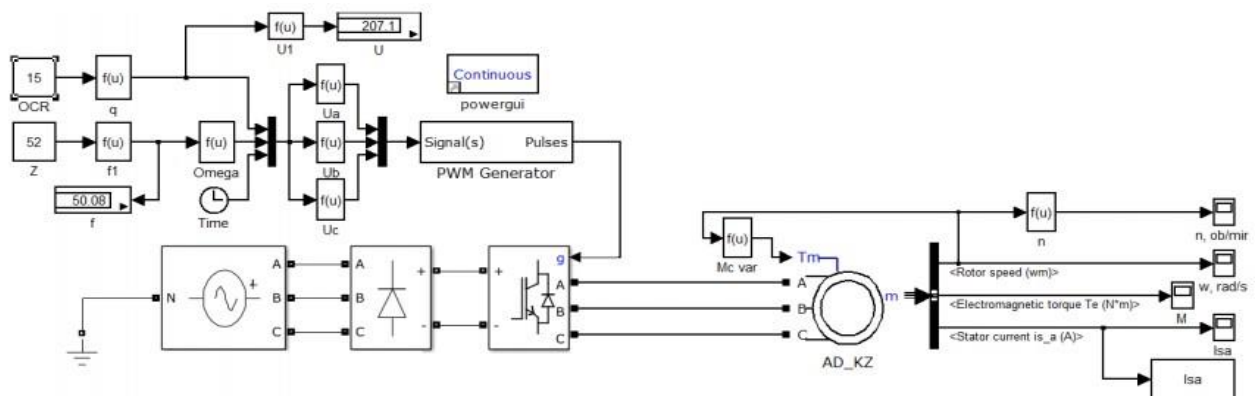 f(u)
U1
207.1
U
15
OCR
f(u)
q
Continuous
powergui
f(u)
Ua
52
Z
f(u)
f1
f(u)
Omega
f(u)
Ub
Signal(s) Pulses
PWM Generator
50.08
f
Time
f(u)
Uc
f(u)
n
n, ob/mir
f(u)
Mc var
Tm
<Rotor speed (wm)>
w, rad/s
N
A
B
C
A
B
C
+
-
+
-
g
A
B
C
A
B
C
m
AD_KZ
<Electromagnetic torque Te (N*m)>
M
<Stator current is_a (A)>
Isa
Isa